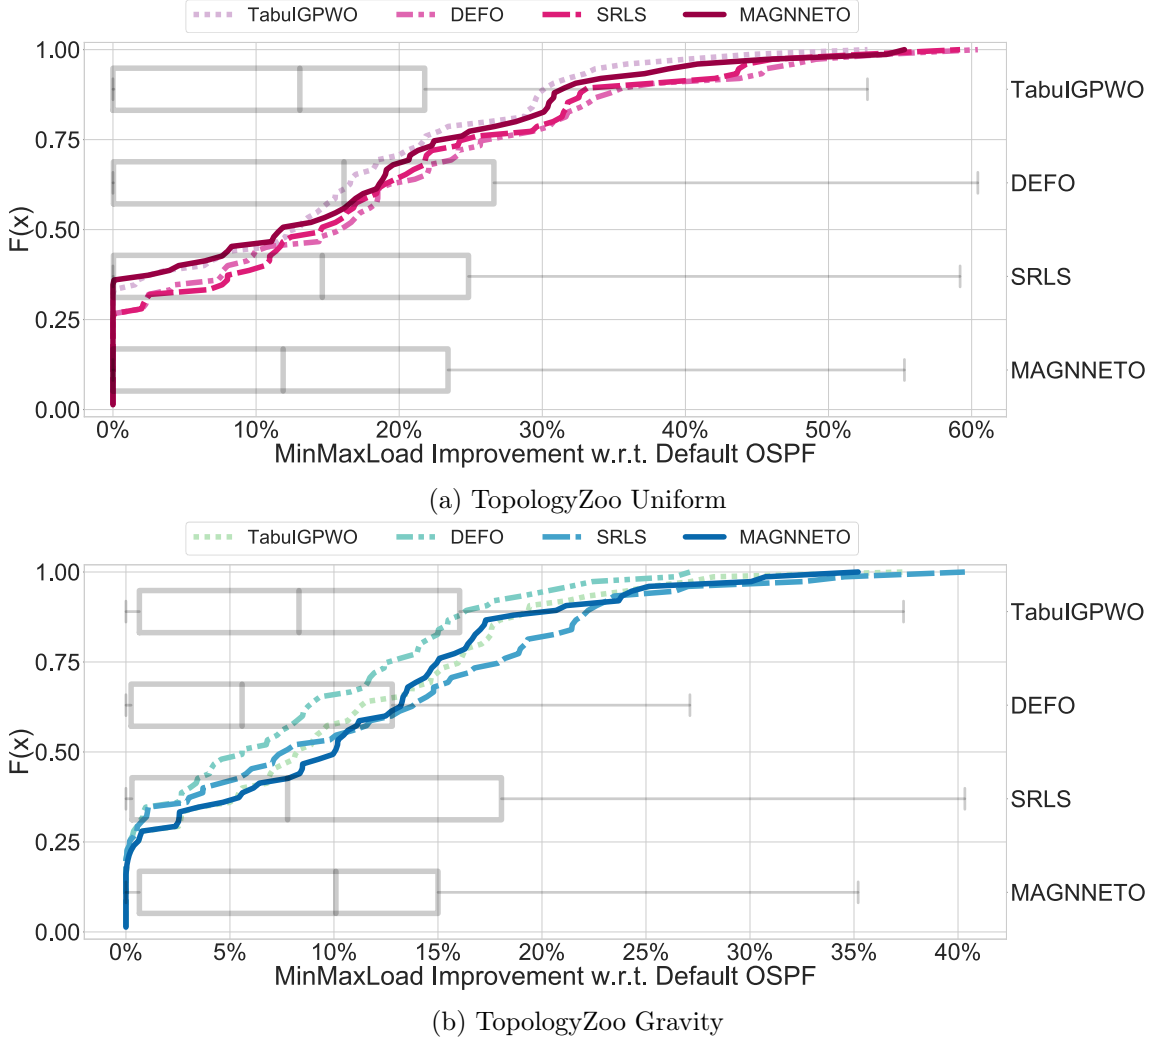 TabuIGPWO DEFO SRLS MAGNNETO
1.00
0.75
0.50
0.25
0.00
F(x)
TabuIGPWO
DEFO
SRLS
MAGNNETO
0% 10% 20% 30% 40% 50% 60%
MinMaxLoad Improvement w.r.t. Default OSPF
(a) TopologyZoo Uniform
TabuIGPWO DEFO SRLS MAGNNETO
1.00
0.75
0.50
0.25
0.00
F(x)
TabuIGPWO
DEFO
SRLS
MAGNNETO
0% 5% 10% 15% 20% 25% 30% 35% 40%
MinMaxLoad Improvement w.r.t. Default OSPF
(b) TopologyZoo Gravity